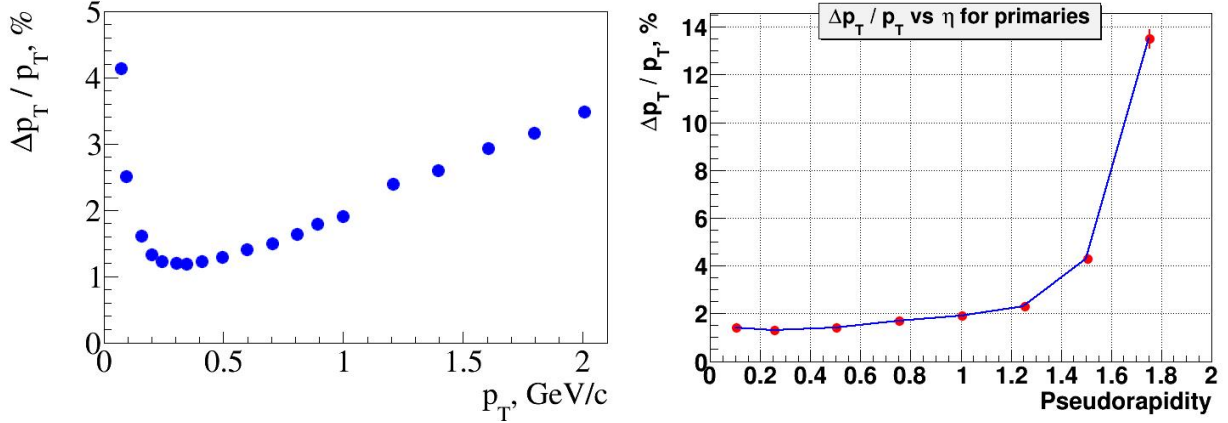 Δp_T / p_T, %
5
4
3
2
1
0
0 0.5 1 1.5 2
p_T, GeV/c
Δp_T / p_T vs η for primaries
Δp_T / p_T, %
14
12
10
8
6
4
2
0
0 0.2 0.4 0.6 0.8 1 1.2 1.4 1.6 1.8 2
Pseudorapidity